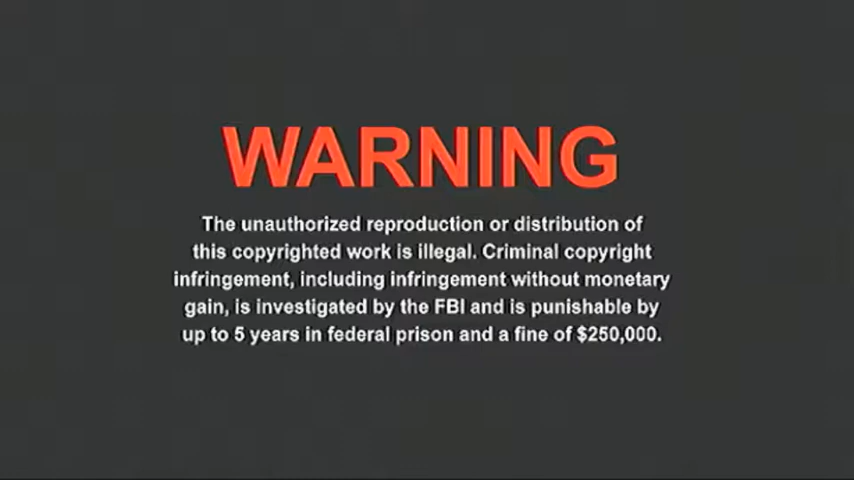 WARNING
The unauthorized reproduction or distribution of
this copyrighted work is illegal. Criminal copyright
infringement, including infringement without monetary
gain, is investigated by the FBI and is punishable by
up to 5 years in federal prison and a fine of $250,000.